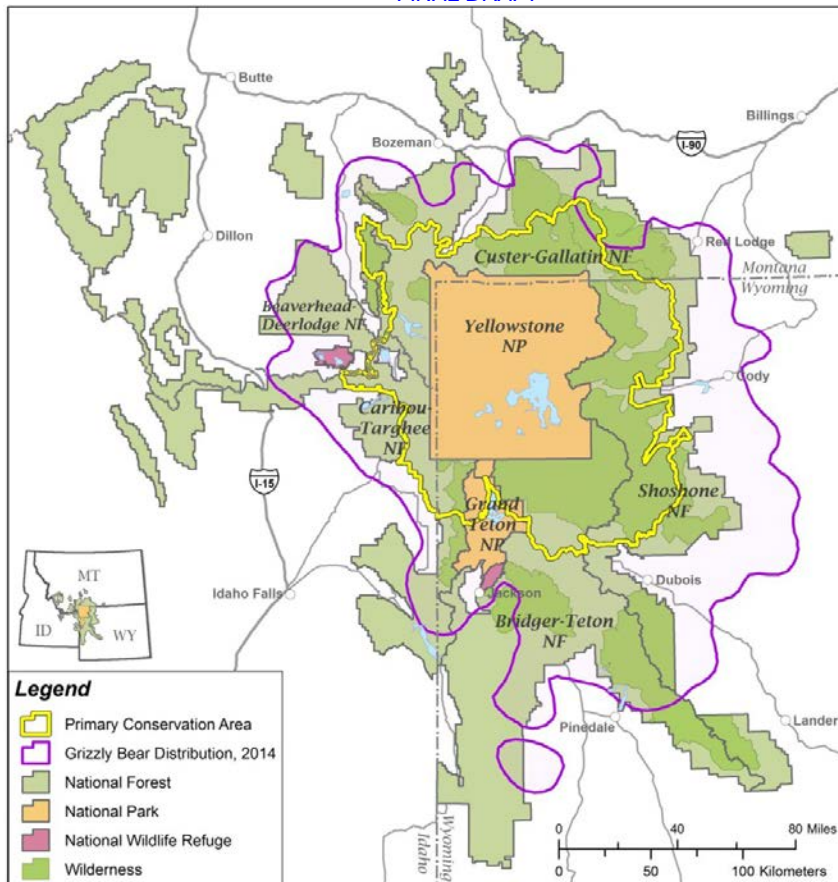 FINAL DRAFT
Butte
Billings
Bozeman
I-90
Dillon
Red Lodge
Custer-Gallatin NF
Montana
Wyoming
Beaverhead-
Deerlodge NF
Yellowstone
NP
Cody
Caribou-
Targhee
NF
I-15
Shoshone
NF
Grand
Teton
NP
Idaho Falls
Dubois
Jackson
Bridger-Teton
NF
MT
ID
WY
Pinedale
Lander
Legend
Primary Conservation Area
Grizzly Bear Distribution, 2014
National Forest
National Park
National Wildlife Refuge
Wilderness
Wyoming
Idaho
0 40 80 Miles
0 50 100 Kilometers